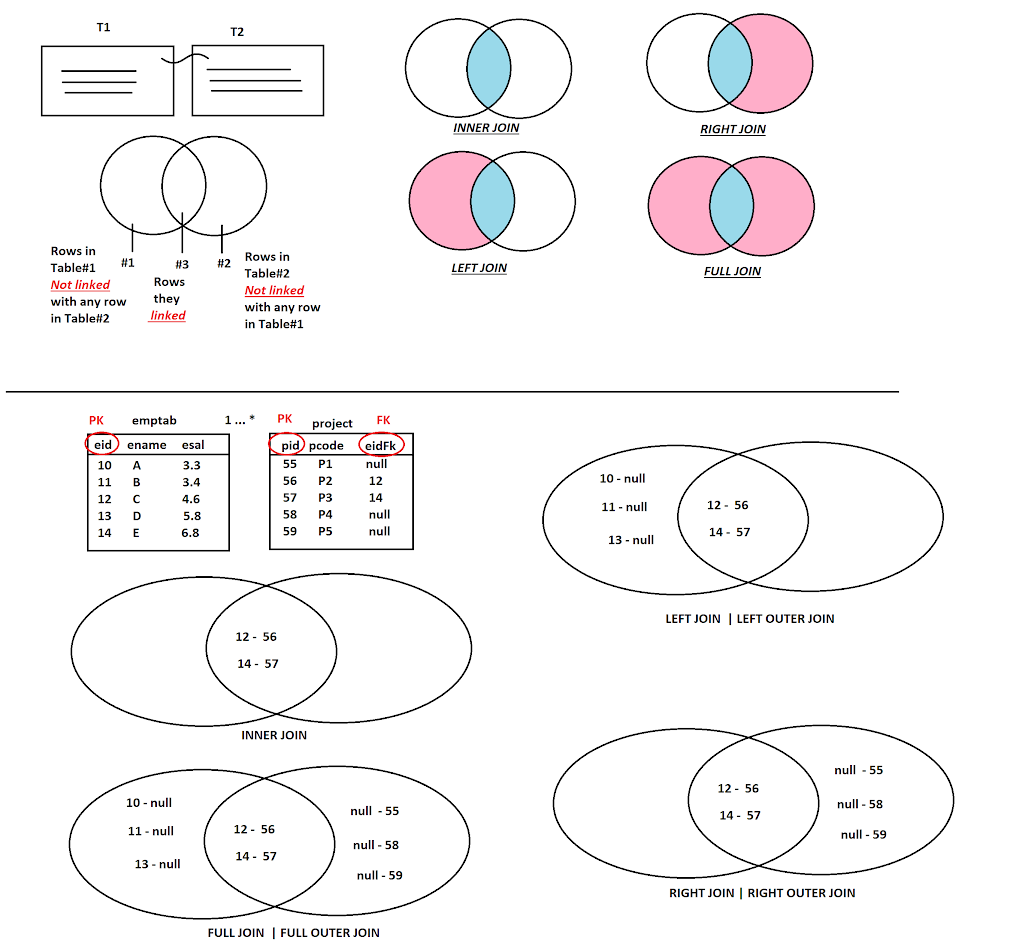 T1
T2
INNER JOIN
RIGHT JOIN
LEFT JOIN
FULL JOIN
Rows in
Table#1
Not linked
with any row
in Table#2
#1
#3
Rows
they
linked
#2
Rows in
Table#2
Not linked
with any row
in Table#1
PK emptab 1 ... * PK project FK
eid ename esal
10 A 3.3
11 B 3.4
12 C 4.6
13 D 5.8
14 E 6.8
pid pcode eidFk
55 P1 null
56 P2 12
57 P3 14
58 P4 null
59 P5 null
10 - null
11 - null
13 - null
12 - 56
14 - 57
LEFT JOIN | LEFT OUTER JOIN
12 - 56
14 - 57
INNER JOIN
12 - 56
14 - 57
null - 55
null - 58
null - 59
RIGHT JOIN | RIGHT OUTER JOIN
10 - null
11 - null
13 - null
12 - 56
14 - 57
null - 55
null - 58
null - 59
FULL JOIN | FULL OUTER JOIN